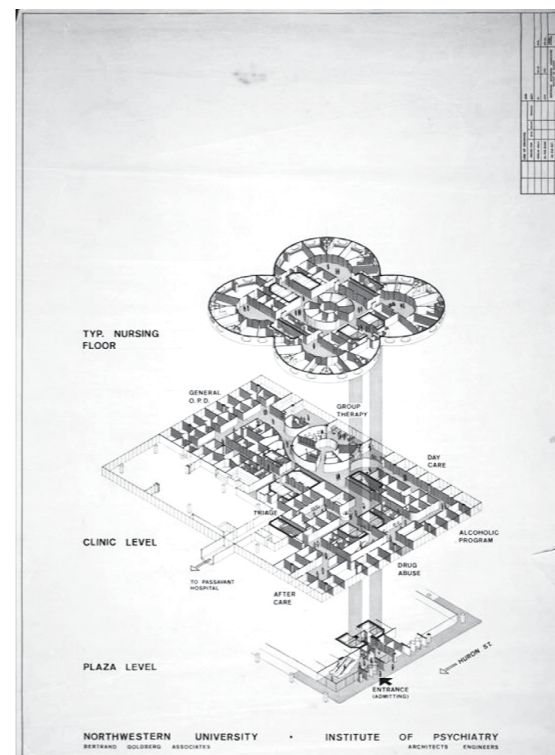 TYP. NURSING
FLOOR
GENERAL
O.P.D.
GROUP
THERAPY
DAY
CARE
TRIAGE
ALCOHOLIC
PROGRAM
CLINIC LEVEL
DRUG
ABUSE
TO PASSAVANT
HOSPITAL
AFTER
CARE
HURON ST
PLAZA LEVEL
ENTRANCE
(ADMITTING)
NORTHWESTERN UNIVERSITY • INSTITUTE OF PSYCHIATRY
BERTRAND GOLDBERG ASSOCIATES ARCHITECTS ENGINEERS